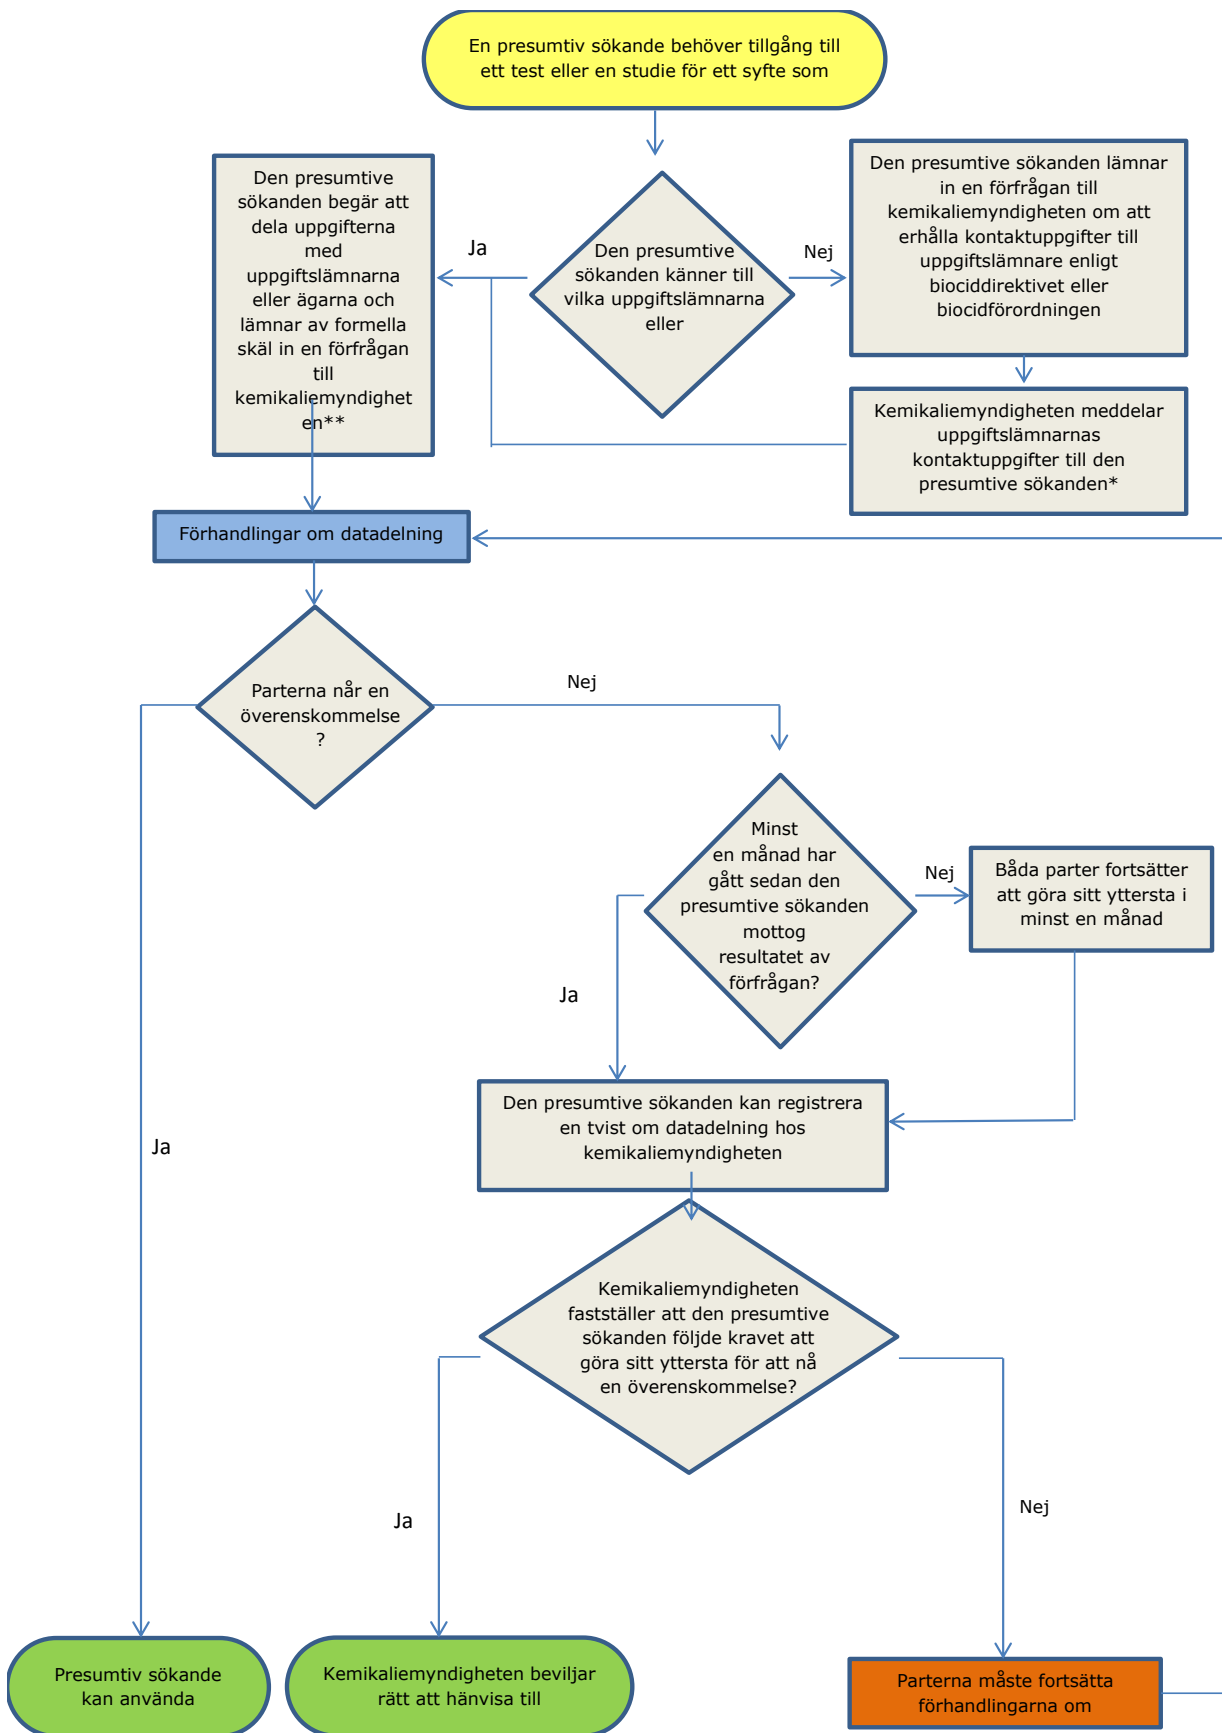 En presumtiv sökande behöver tillgång till
ett test eller en studie för ett syfte som
Den presumtive
sökanden känner till
vilka uppgiftslämnarna
eller
Ja
Nej
Den presumtive
sökanden begär att
dela uppgifterna
med
uppgiftslämnarna
eller ägarna och
lämnar av formella
skäl in en förfrågan
till
kemikaliemyndighet
en**
Den presumtive sökanden lämnar
in en förfrågan till
kemikaliemyndigheten om att
erhålla kontaktuppgifter till
uppgiftslämnare enligt
biociddirektivet eller
biocidförordningen
Kemikaliemyndigheten meddelar
uppgiftslämnarnas
kontaktuppgifter till den
presumtive sökanden*
Förhandlingar om datadelning
Parterna når en
överenskommelse
?
Nej
Minst
en månad har
gått sedan den
presumtive sökanden
mottog
resultatet av
förfrågan?
Nej
Båda parter fortsätter
att göra sitt yttersta i
minst en månad
Ja
Den presumtive sökanden kan registrera
en tvist om datadelning hos
kemikaliemyndigheten
Ja
Kemikaliemyndigheten
fastställer att den presumtive
sökanden följde kravet att
göra sitt yttersta för att nå
en överenskommelse?
Ja
Nej
Presumtiv sökande
kan använda
Kemikaliemyndigheten beviljar
rätt att hänvisa till
Parterna måste fortsätta
förhandlingarna om